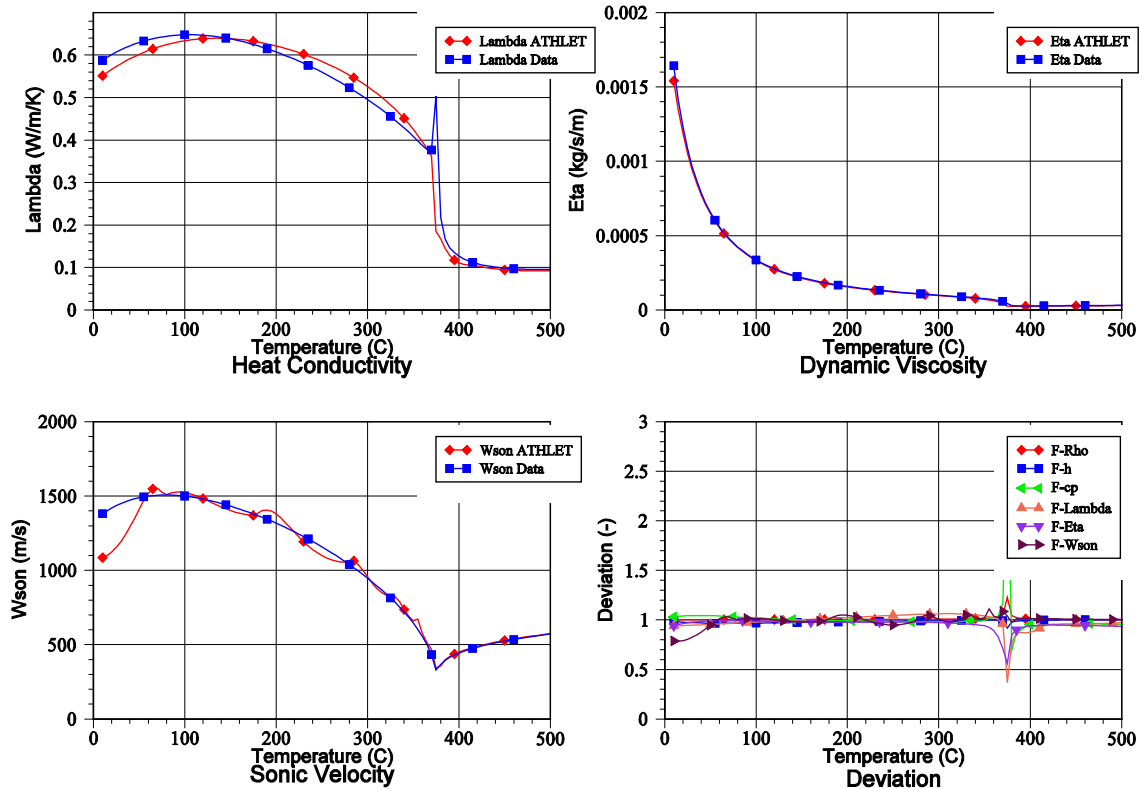 0.6
0.5
0.4
0.3
0.2
0.1
0
Lambda (W/m/K)
Lambda ATHLET
Lambda Data
0 100 200 300 400 500
Temperature (C)
Heat Conductivity
0.002
0.0015
0.001
0.0005
0
Eta (kg/s/m)
Eta ATHLET
Eta Data
0 100 200 300 400 500
Temperature (C)
Dynamic Viscosity
2000
1500
1000
500
0
Wson (m/s)
Wson ATHLET
Wson Data
0 100 200 300 400 500
Temperature (C)
Sonic Velocity
3
2.5
2
1.5
1
0.5
0
Deviation (-)
F-Rho
F-h
F-cp
F-Lambda
F-Eta
F-Wson
0 100 200 300 400 500
Temperature (C)
Deviation